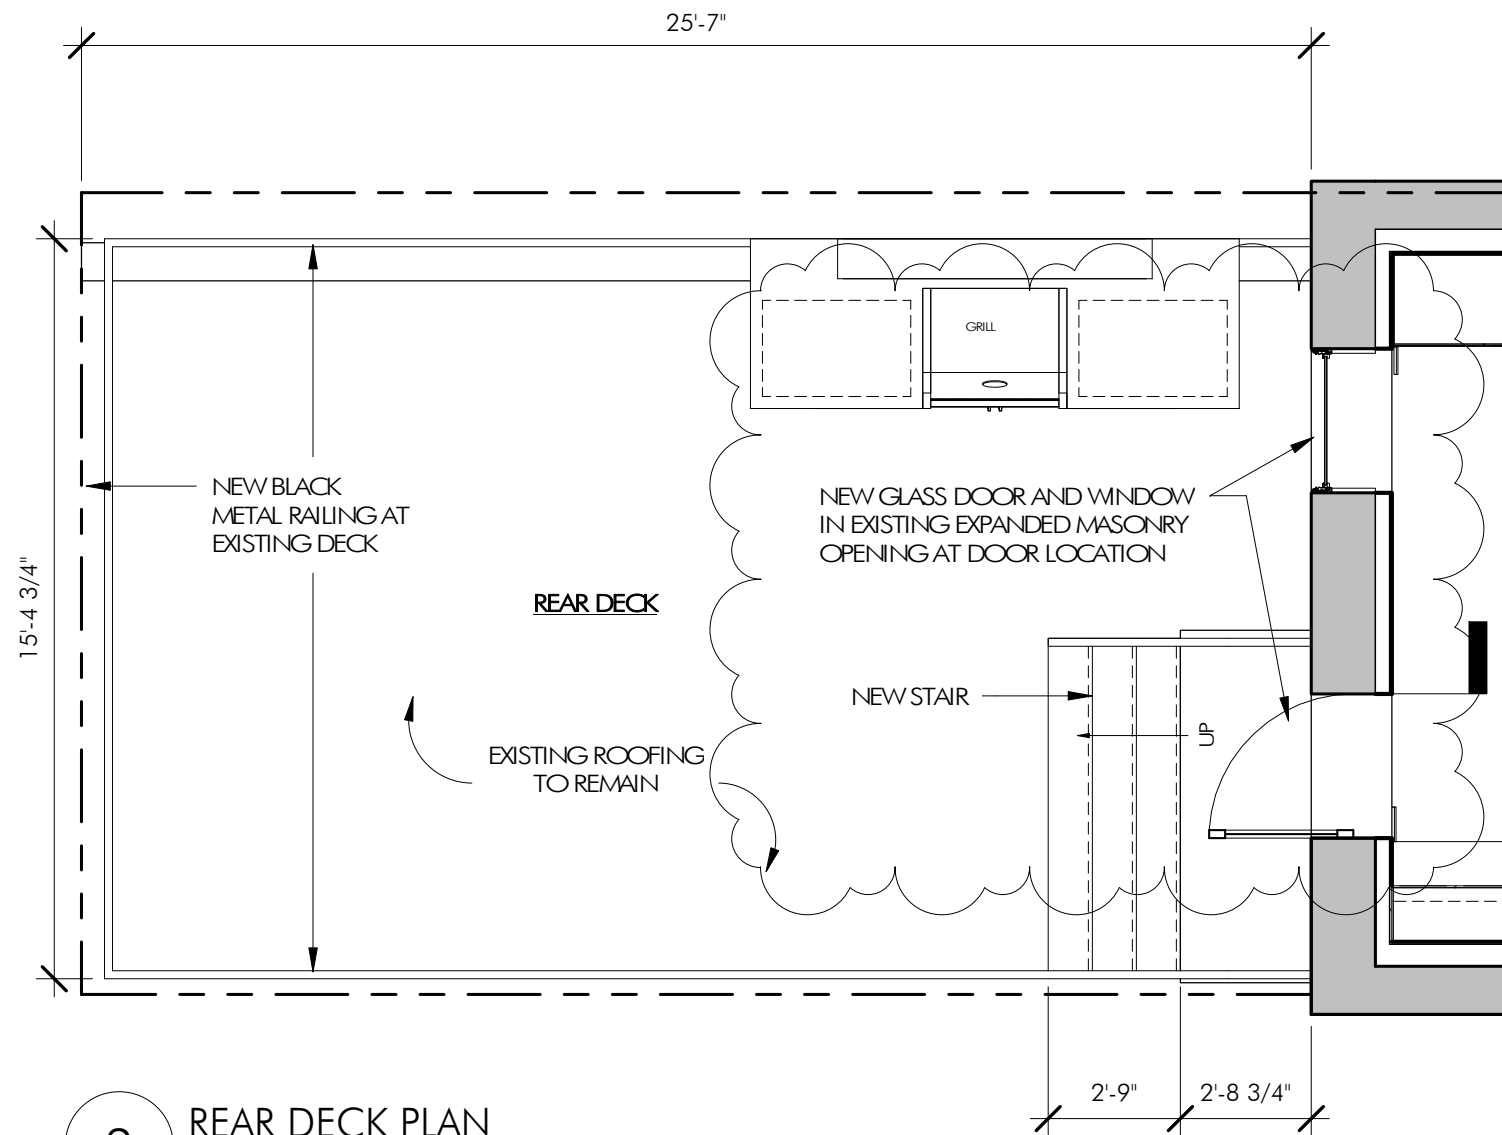 25'-7"
GRILL
NEW BLACK
METAL RAILING AT
EXISTING DECK
NEW GLASS DOOR AND WINDOW
IN EXISTING EXPANDED MASONRY
OPENING AT DOOR LOCATION
15'-4 3/4"
REAR DECK
NEW STAIR
UP
EXISTING ROOFING
TO REMAIN
2'-9"
2'-8 3/4"
REAR DECK PLAN